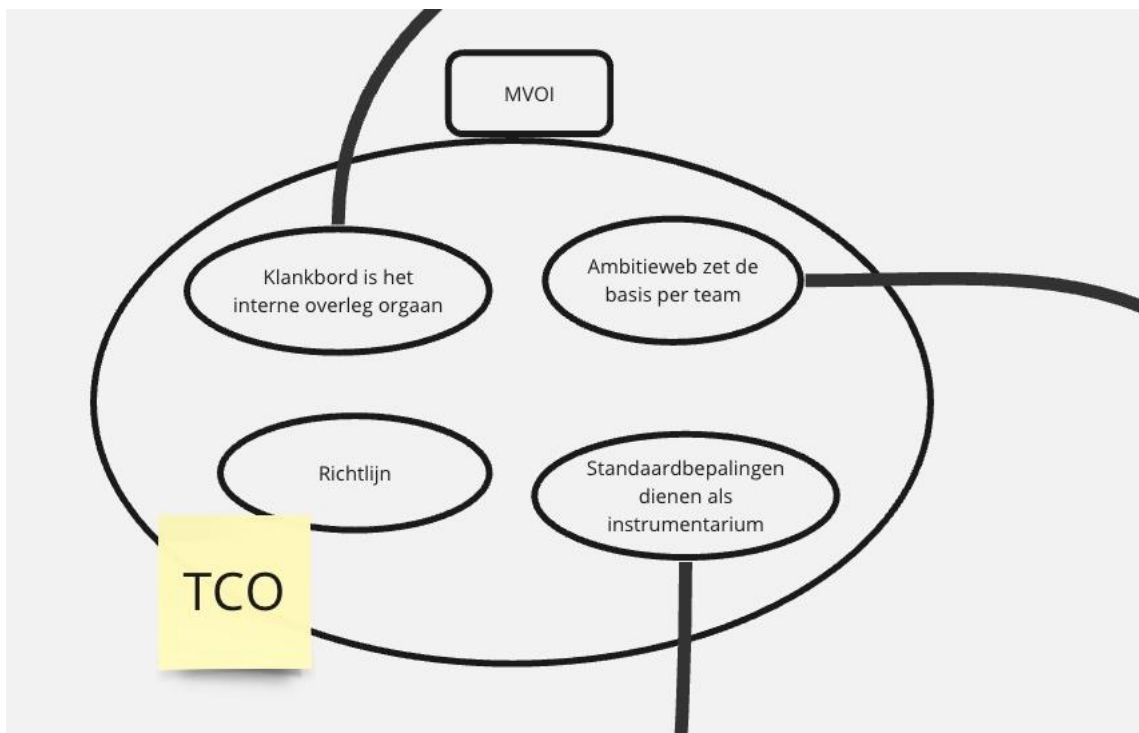 MVOI
Klankbord is het
interne overleg orgaan
Ambitieweb zet de
basis per team
Richtlijn
Standaardbepalingen
dienen als
instrumentarium
TCO